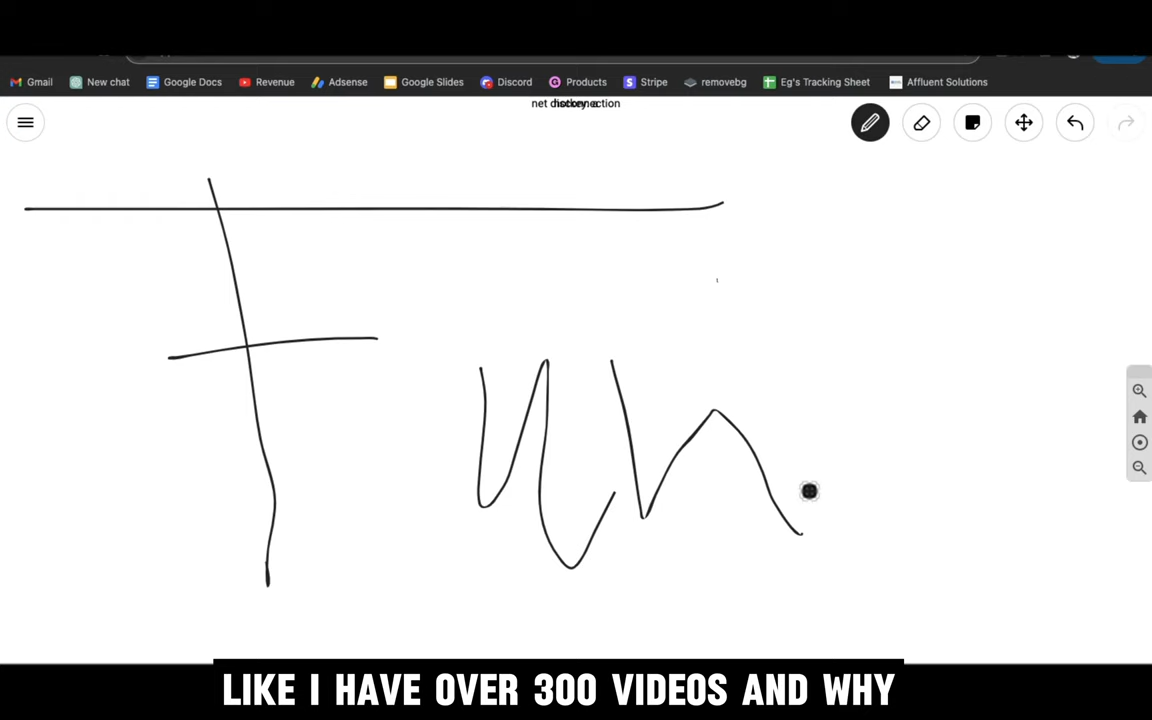 Gmail New chat Google Docs Revenue Adsense Google Slides Discord Products Stripe removebg Eg's Tracking Sheet Affluent Solutions
Fun
LIKE I HAVE OVER 300 VIDEOS AND WHY